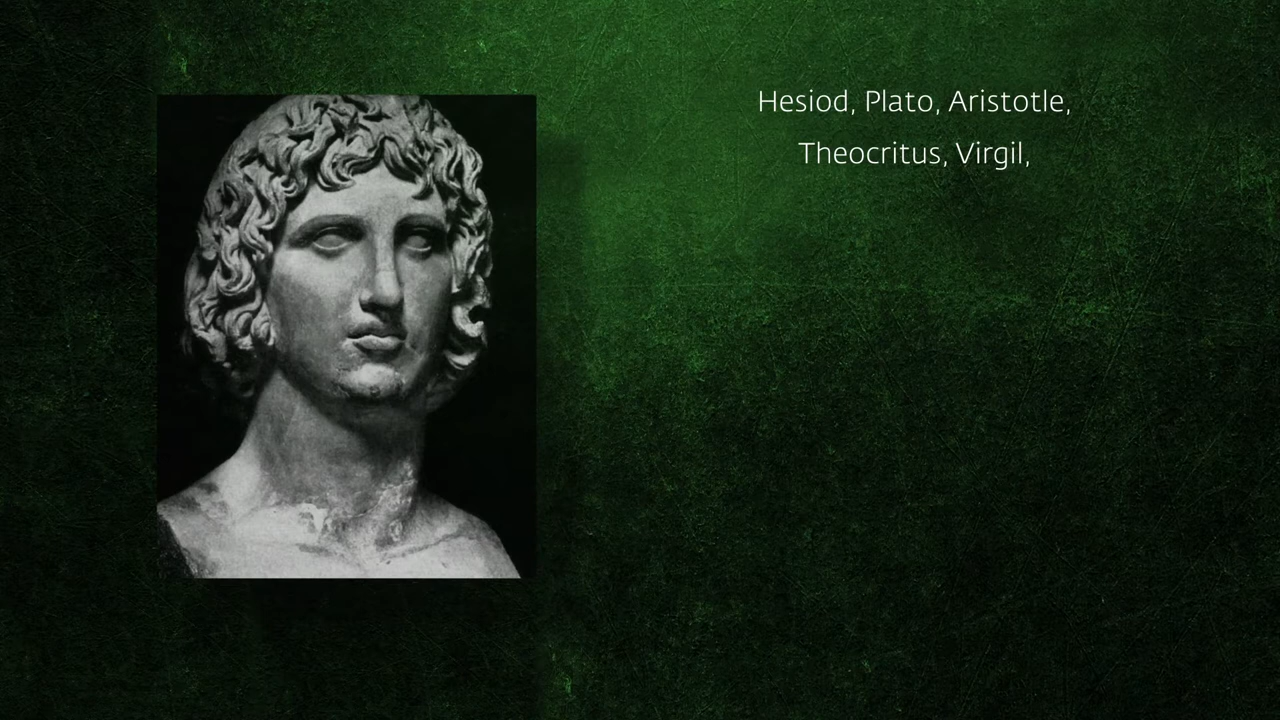 Hesiod, Plato, Aristotle,
Theocritus, Virgil,